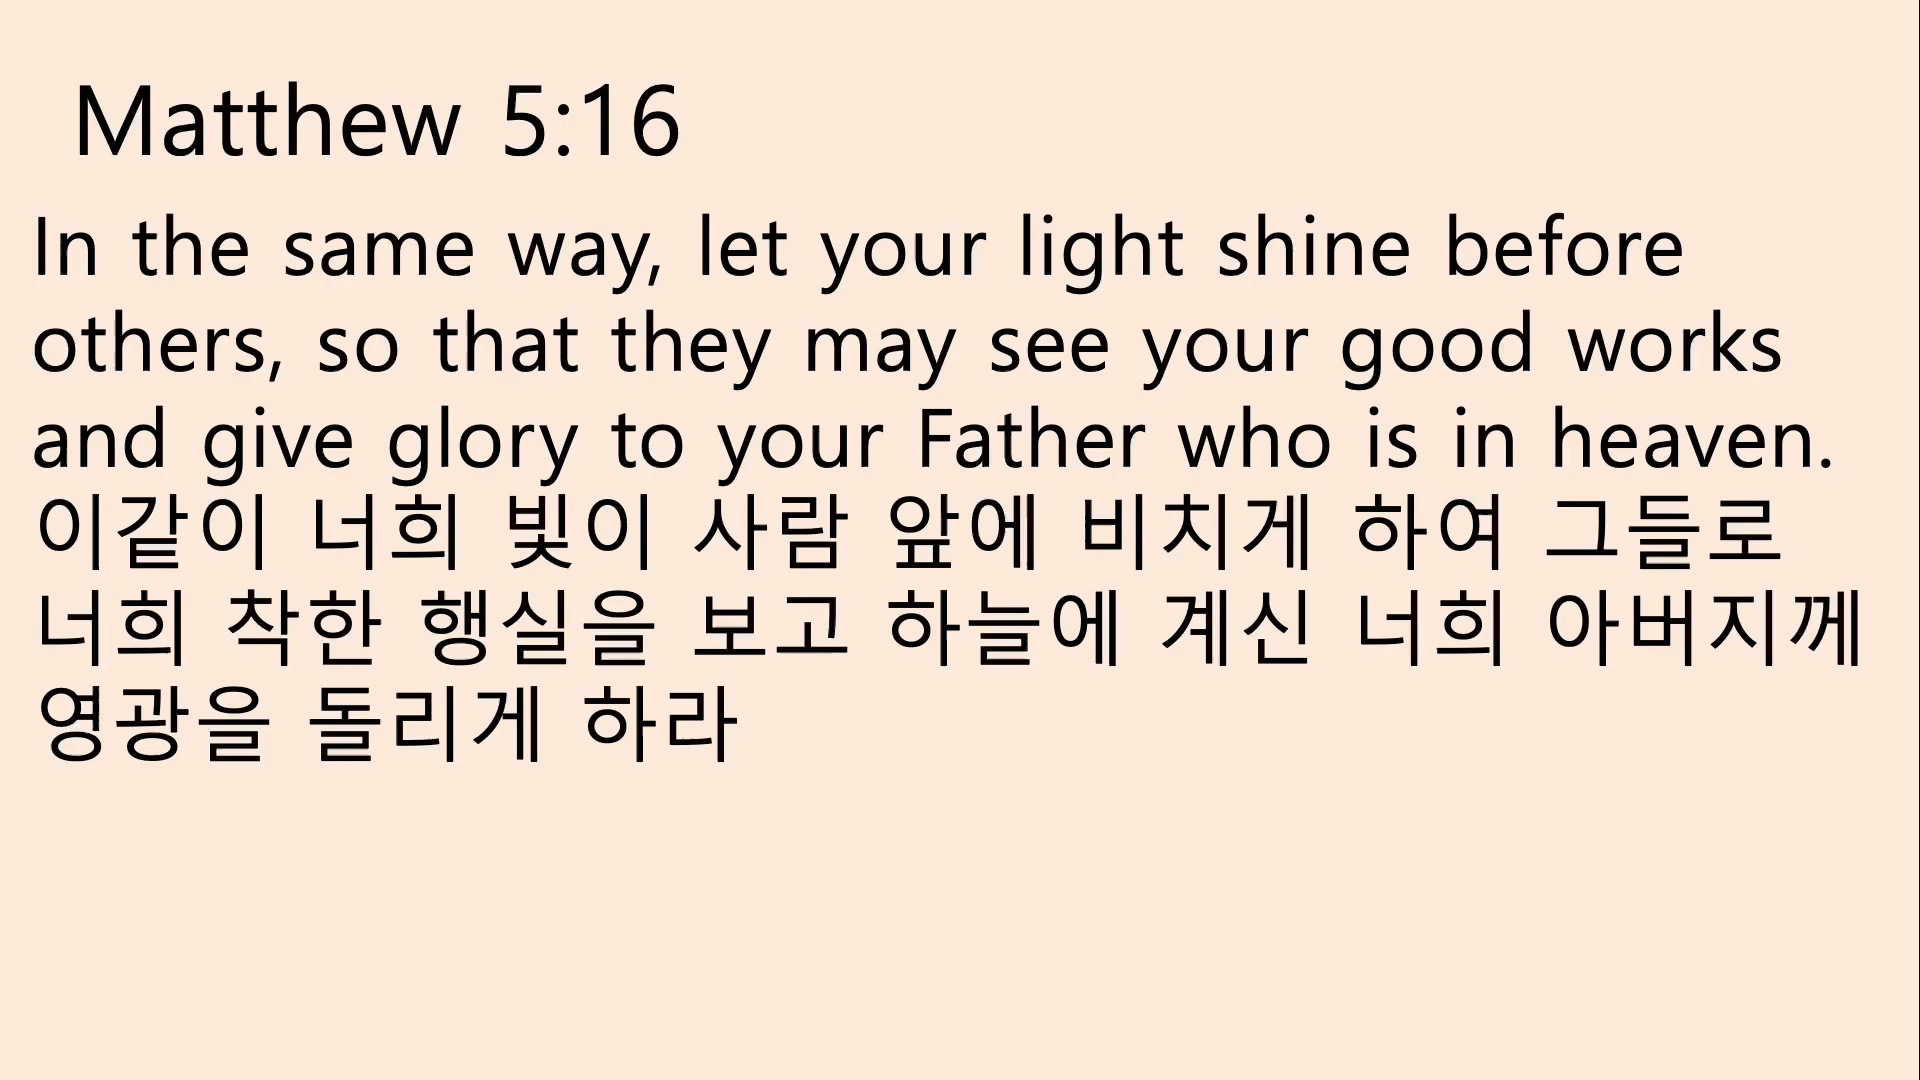 Matthew 5:16
In the same way, let your light shine before
others, so that they may see your good works
and give glory to your Father who is in heaven.
이같이 너희 빛이 사람 앞에 비치게 하여 그들로
너희 착한 행실을 보고 하늘에 계신 너희 아버지께
영광을 돌리게 하라